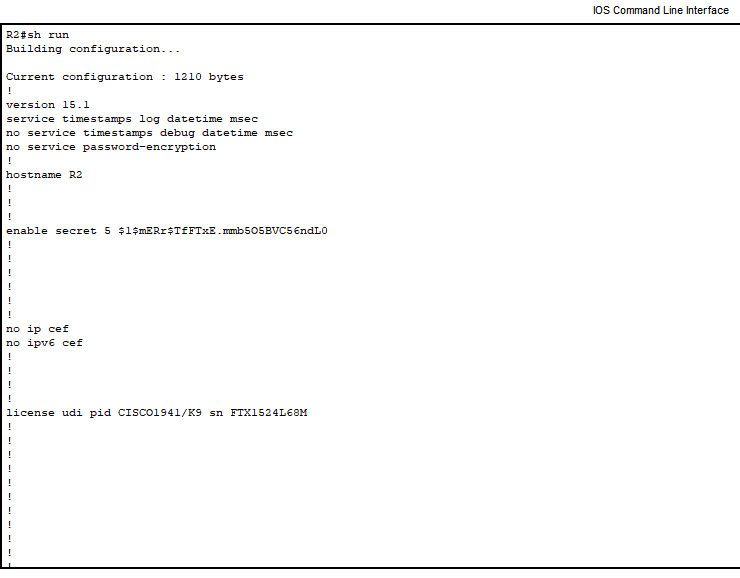 IOS Command Line Interface
R2#sh run
Building configuration...
Current configuration : 1210 bytes
!
version 15.1
service timestamps log datetime msec
no service timestamps debug datetime msec
no service password-encryption
!
hostname R2
!
!
!
enable secret 5 $1$mERr$TfFTxE.mmb5O5BVC56ndL0
!
!
!
!
!
!
no ip cef
no ipv6 cef
!
!
!
!
license udi pid CISCO1941/K9 sn FTX1524L68M
!
!
!
!
!
!
!
!
!
!
!